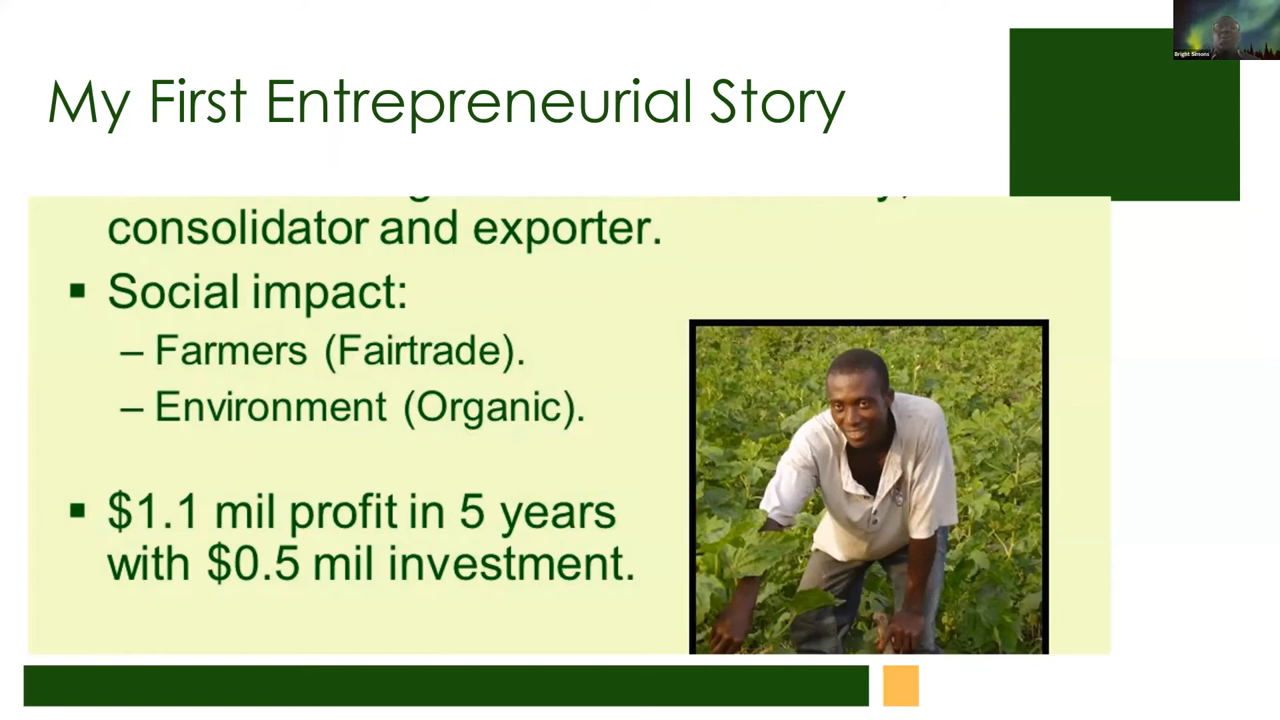 Bright Simons
My First Entrepreneurial Story
consolidator and exporter.
▪ Social impact:
– Farmers (Fairtrade).
– Environment (Organic).
▪ $1.1 mil profit in 5 years
with $0.5 mil investment.